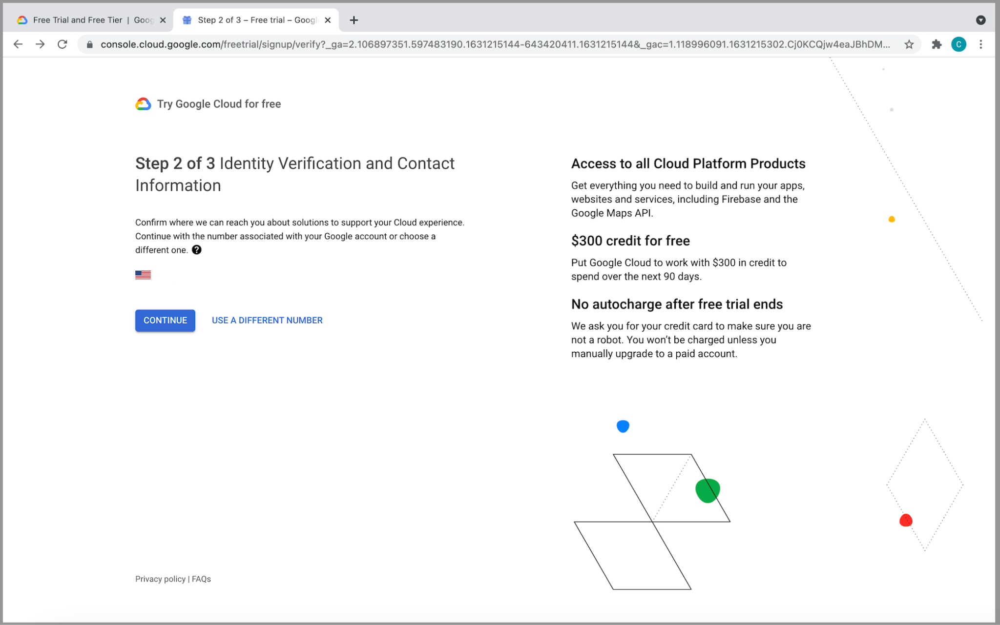 Free Trial and Free Tier | Goog
Step 2 of 3 – Free trial – Googl
console.cloud.google.com/freetrial/signup/verify?_ga=2.106897351.597483190.1631215144-643420411.1631215144&_gac=1.118996091.1631215302.Cj0KCQjw4eaJBhDM...
C
Try Google Cloud for free
Step 2 of 3 Identity Verification and Contact
Information
Confirm where we can reach you about solutions to support your Cloud experience.
Continue with the number associated with your Google account or choose a
different one. ?
CONTINUE
USE A DIFFERENT NUMBER
Access to all Cloud Platform Products
Get everything you need to build and run your apps,
websites and services, including Firebase and the
Google Maps API.
$300 credit for free
Put Google Cloud to work with $300 in credit to
spend over the next 90 days.
No autocharge after free trial ends
We ask you for your credit card to make sure you are
not a robot. You won’t be charged unless you
manually upgrade to a paid account.
Privacy policy | FAQs